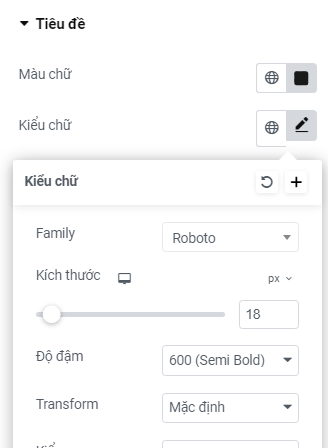 Tiêu đề
Màu chữ
Kiểu chữ
Kiểu chữ
Family Roboto
Kích thước px
18
Độ đậm 600 (Semi Bold)
Transform Mặc định